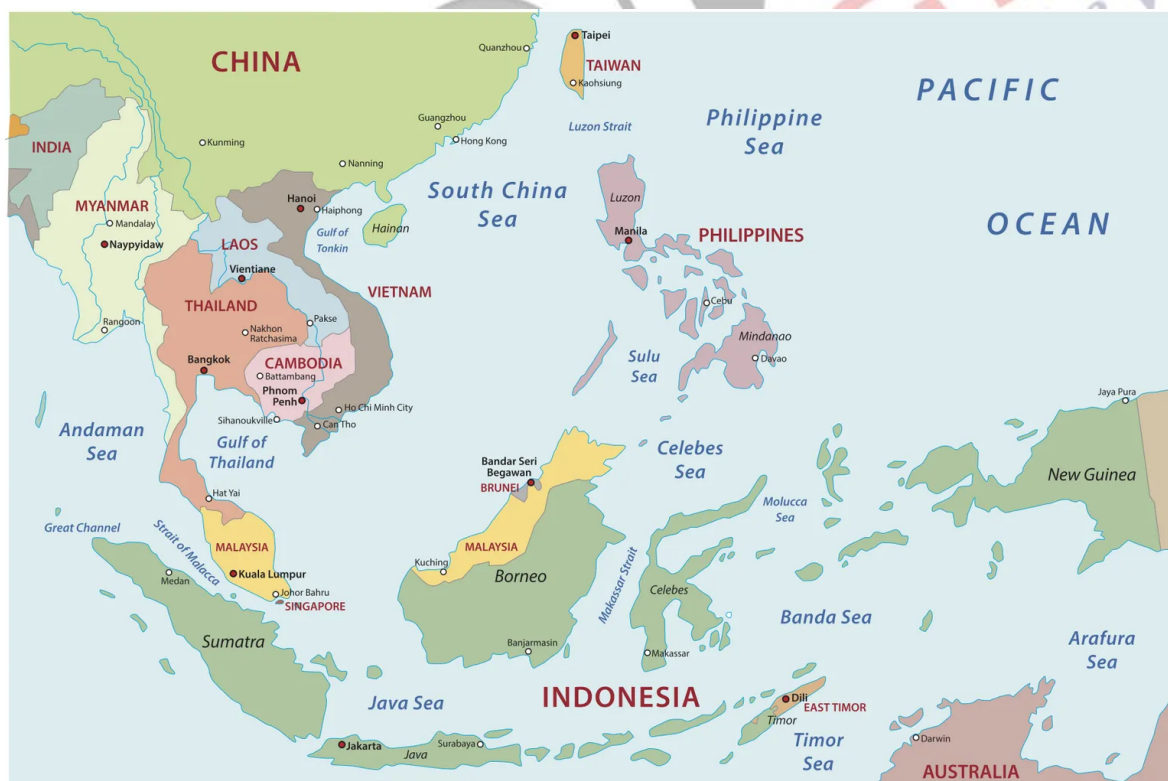 Taipei
Quanzhou
CHINA
TAIWAN
Kaohsiung
PACIFIC
Guangzhou
Luzon Strait
Philippine
Sea
Kunming
Hong Kong
INDIA
Nanning
South China
Sea
Luzon
MYANMAR
Hanoi
Haiphong
Mandalay
Hainan
OCEAN
Gulf of
Tonkin
Manila
PHILIPPINES
Naypyidaw
LAOS
Vientiane
VIETNAM
THAILAND
Cebu
Rangoon
Pakse
Nakhon
Ratchasima
Mindanao
Bangkok
CAMBODIA
Sulu
Sea
Davao
Battambang
Phnom
Penh
Jaya Pura
Ho Chi Minh City
Sihanoukville
Can Tho
Andaman
Sea
Gulf of
Thailand
Celebes
Sea
Bandar Seri
Begawan
BRUNEI
New Guinea
Hat Yai
Molucca
Sea
Great Channel
Strait of Malacca
MALAYSIA
MALAYSIA
Kuching
Makassar Strait
Kuala Lumpur
Medan
Borneo
Celebes
Johor Bahru
SINGAPORE
Banda Sea
Sumatra
Banjarmasin
Makassar
Arafura
Sea
Java Sea
INDONESIA
Dili
EAST TIMOR
Timor
Jakarta
Java
Surabaya
Timor
Sea
Darwin
AUSTRALIA